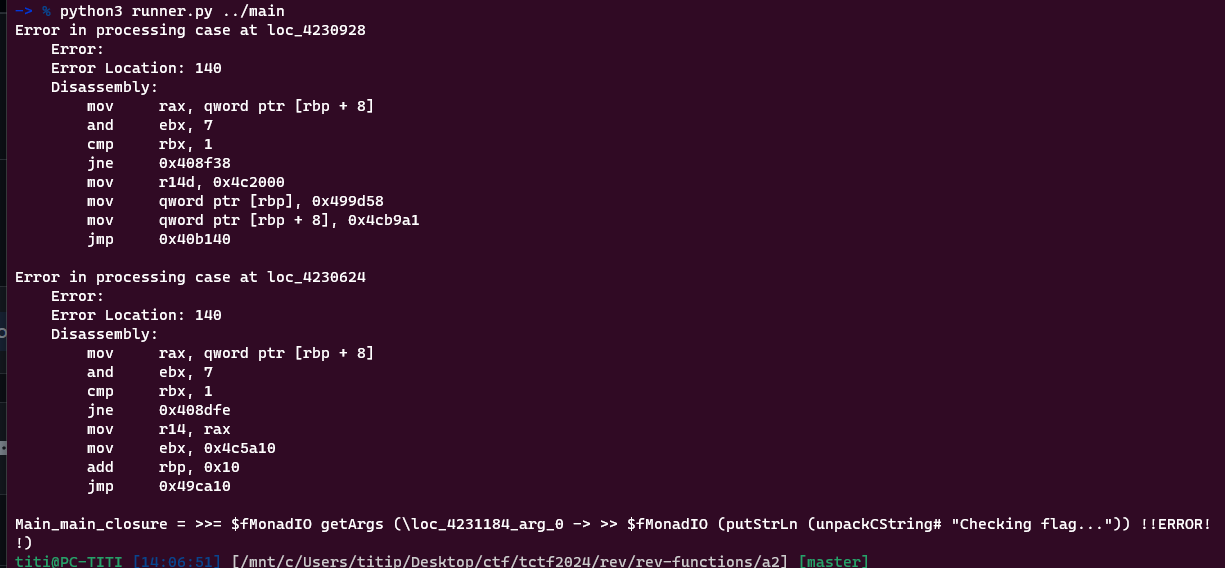 -> % python3 runner.py ../main
Error in processing case at loc_4230928
    Error:
    Error Location: 140
    Disassembly:
        mov     rax, qword ptr [rbp + 8]
        and     ebx, 7
        cmp     rbx, 1
        jne     0x408f38
        mov     r14d, 0x4c2000
        mov     qword ptr [rbp], 0x499d58
        mov     qword ptr [rbp + 8], 0x4cb9a1
        jmp     0x40b140

Error in processing case at loc_4230624
    Error:
    Error Location: 140
    Disassembly:
        mov     rax, qword ptr [rbp + 8]
        and     ebx, 7
        cmp     rbx, 1
        jne     0x408dfe
        mov     r14, rax
        mov     ebx, 0x4c5a10
        add     rbp, 0x10
        jmp     0x49ca10

Main_main_closure = >>= $fMonadIO getArgs (\loc_4231184_arg_0 -> >> $fMonadIO (putStrLn (unpackCString# "Checking flag...")) !!ERROR!
!)
titi@PC-TITI [14:06:51] [/mnt/c/Users/titip/Desktop/ctf/tctf2024/rev/rev-functions/a2] [master]